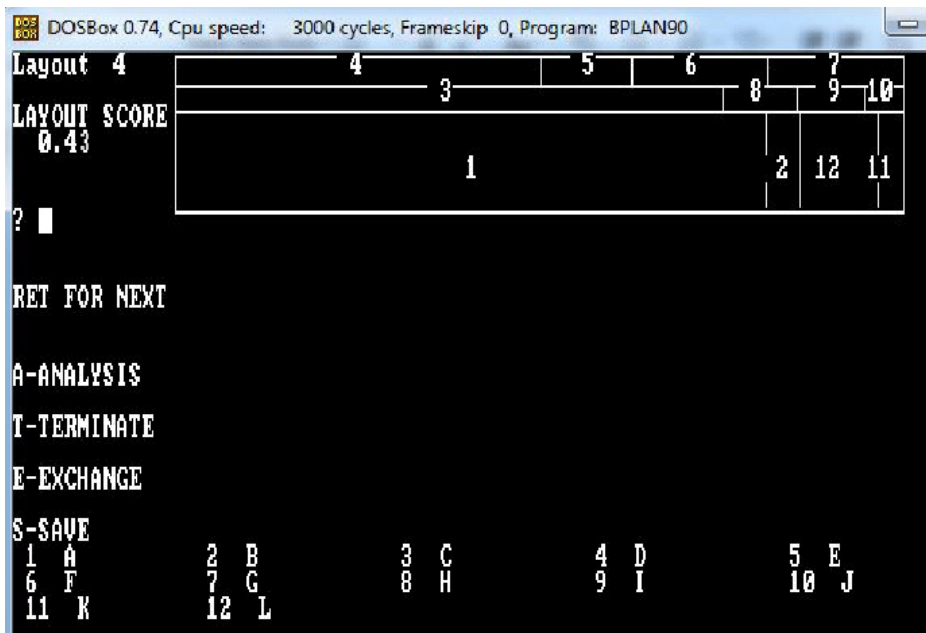 DOSBox 0.74, Cpu speed: 3000 cycles, Frameskip 0, Program: BPLAN90
Layout 4
4 5 6 7
3 8 9 10
LAYOUT SCORE
0.43
1 2 12 11
?
RET FOR NEXT
A-ANALYSIS
T-TERMINATE
E-EXCHANGE
S-SAVE
1 A 2 B 3 C 4 D 5 E
6 F 7 G 8 H 9 I 10 J
11 K 12 L